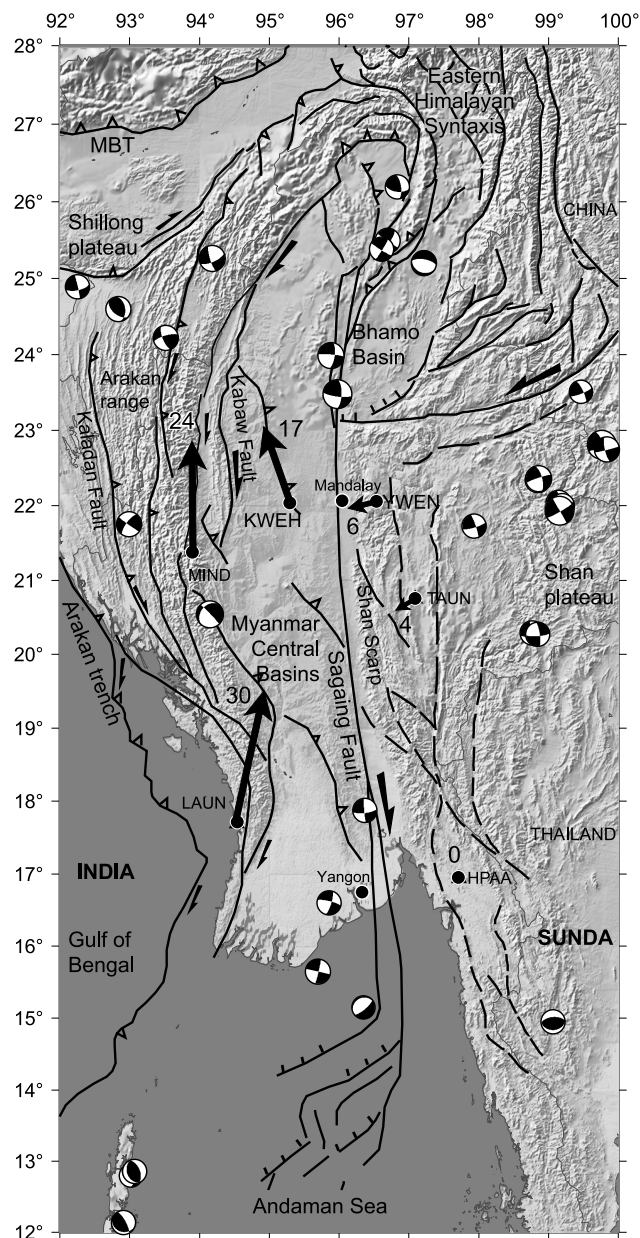 92° 93° 94° 95° 96° 97° 98° 99° 100°
28°
Eastern
Himalayan
Syntaxis
27°
MBT
26°
CHINA
Shillong
plateau
25°
Bhamo
Basin
24°
Arakan
range
24
Kabaw Fault
17
23°
Kaladan Fault
Mandalay
YWEN
22°
6
KWEH
MIND
21°
TAUN
Shan
plateau
4
Arakan trench
Myanmar
Central
Basins
Shan Scarp
20°
Sagaing Fault
30
19°
18°
LAUN
THAILAND
17°
INDIA
0
HPAA
Yangon
16°
Gulf of
Bengal
SUNDA
15°
14°
13°
Andaman Sea
12°